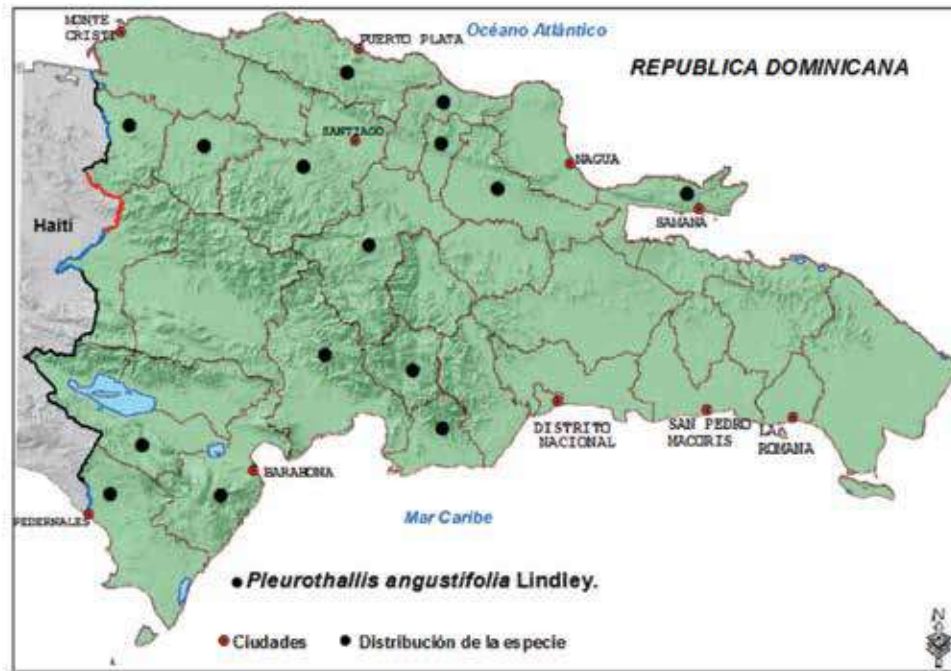 MONTE
CRISTI
PUERTO PLATA
Océano Atlántico
REPUBLICA DOMINICANA
SANTIAGO
NAGUA
SAMANA
Haití
DISTRITO
NACIONAL
SAN PEDRO
MACORIS
LA
ROMANA
BARAHONA
PEDERNALES
Mar Caribe
Pleurothallis angustifolia Lindley.
Ciudades
Distribución de la especie
N